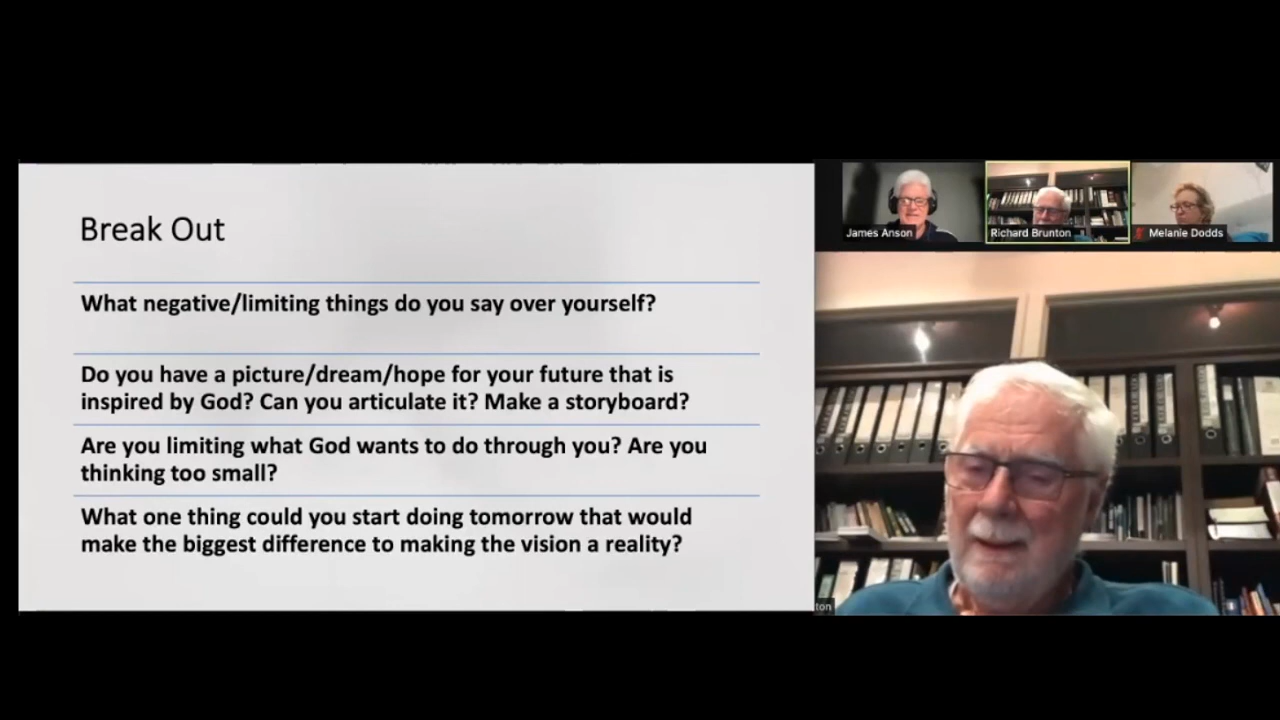 Break Out
What negative/limiting things do you say over yourself?
Do you have a picture/dream/hope for your future that is
inspired by God? Can you articulate it? Make a storyboard?
Are you limiting what God wants to do through you? Are you
thinking too small?
What one thing could you start doing tomorrow that would
make the biggest difference to making the vision a reality?
James Anson
Richard Brunton
Melanie Dodds
ton